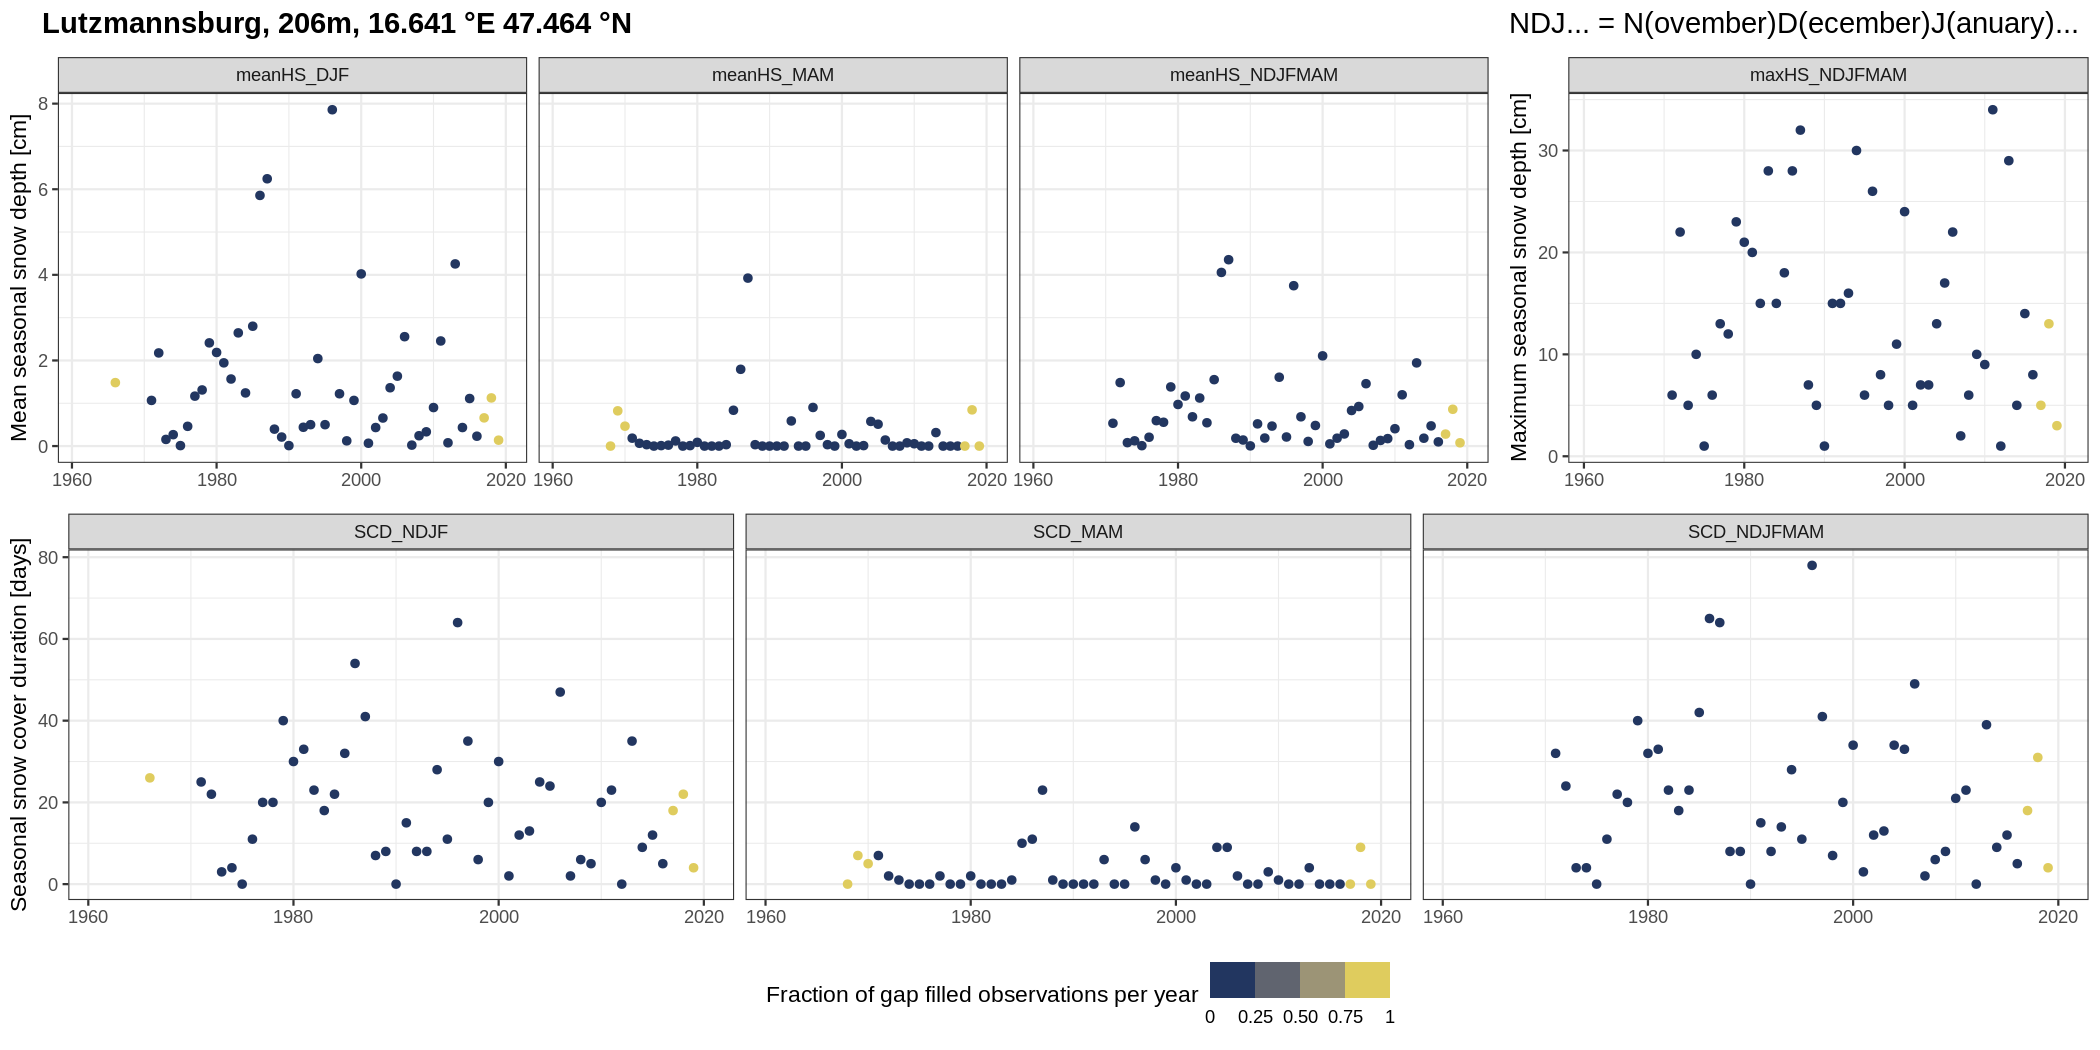 Lutzmannsburg, 206m, 16.641 °E 47.464 °N
NDJ... = N(ovember)D(ecember)J(anuary)...
meanHS_DJF
meanHS_MAM
meanHS_NDJFMAM
maxHS_NDJFMAM
Mean seasonal snow depth [cm]
8
6
4
2
0
1960 1980 2000 2020
1960 1980 2000 2020
1960 1980 2000 2020
Maximum seasonal snow depth [cm]
30
20
10
0
1960 1980 2000 2020
SCD_NDJF
SCD_MAM
SCD_NDJFMAM
Seasonal snow cover duration [days]
80
60
40
20
0
1960 1980 2000 2020
1960 1980 2000 2020
1960 1980 2000 2020
Fraction of gap filled observations per year
0 0.25 0.50 0.75 1